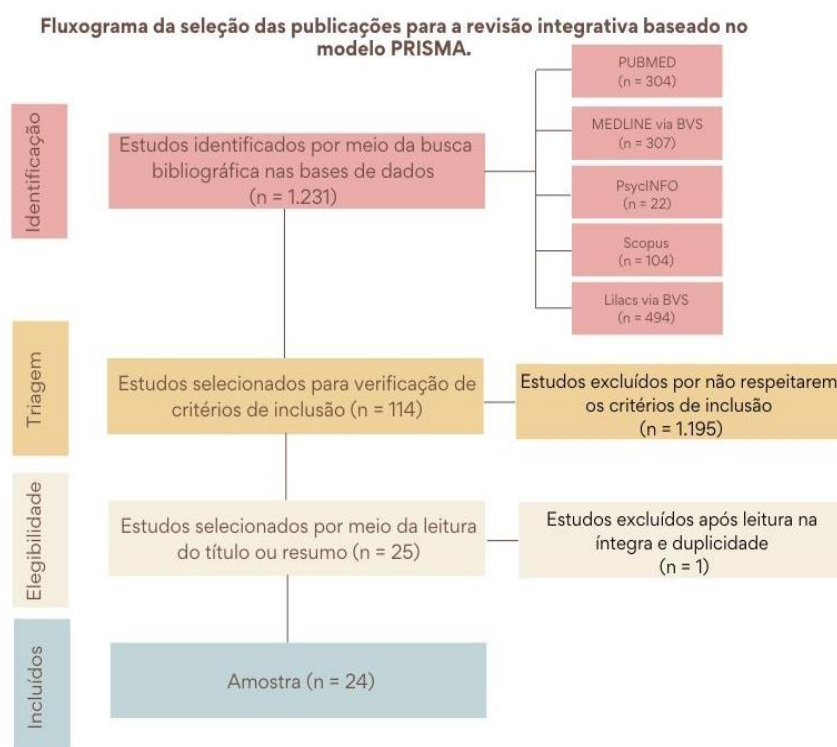 Fluxograma da seleção das publicações para a revisão integrativa baseado no
modelo PRISMA.
Identificação
Estudos identificados por meio da busca
bibliográfica nas bases de dados
(n = 1.231)
PUBMED
(n = 304)
MEDLINE via BVS
(n = 307)
PsycINFO
(n = 22)
Scopus
(n = 104)
Lilacs via BVS
(n = 494)
Triagem
Estudos selecionados para verificação de
critérios de inclusão (n = 114)
Estudos excluídos por não respeitarem
os critérios de inclusão
(n = 1.195)
Elegibilidade
Estudos selecionados por meio da leitura
do título ou resumo (n = 25)
Estudos excluídos após leitura na
íntegra e duplicidade
(n = 1)
Incluídos
Amostra (n = 24)